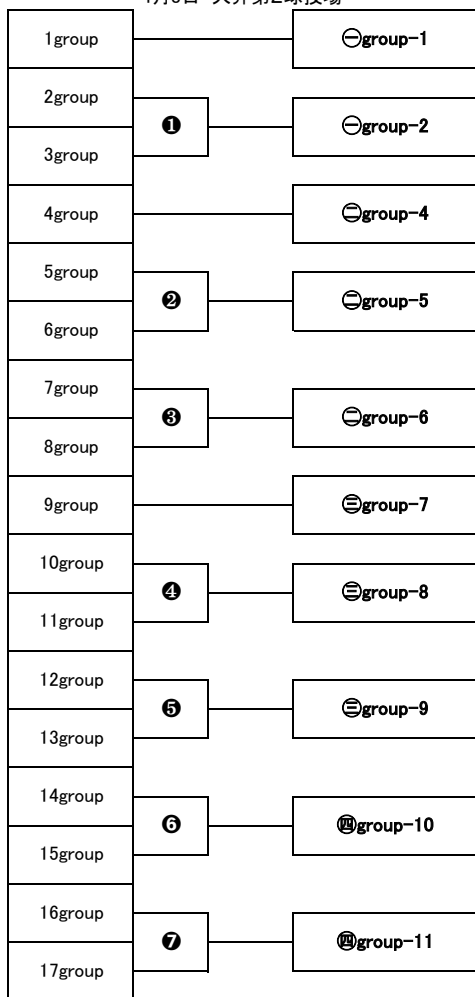 1group
㊀group-1
2group
❶
㊀group-2
3group
4group
㊁group-4
5group
❷
㊁group-5
6group
7group
❸
㊁group-6
8group
9group
㊂group-7
10group
❹
㊂group-8
11group
12group
❺
㊂group-9
13group
14group
❻
㊃group-10
15group
16group
❼
㊃group-11
17group